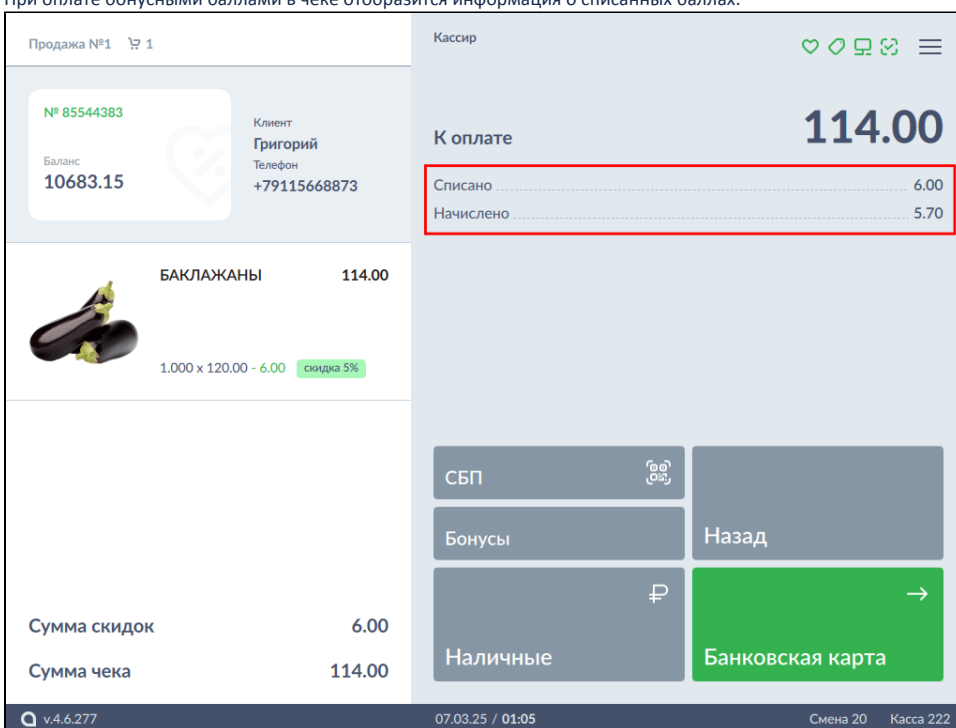 При оплате бонусными баллами в чеке отобразится информация о списанных баллах.
Продажа №1 1
Кассир
№ 85544383
Баланс
10683.15
Клиент
Григорий
Телефон
+79115668873
К оплате 114.00
Списано 6.00
Начислено 5.70
БАКЛАЖАНЫ 114.00
1.000 x 120.00 - 6.00 скидка 5%
СБП
Бонусы
Назад
Наличные
Банковская карта
Сумма скидок 6.00
Сумма чека 114.00
v.4.6.277 07.03.25 / 01:05 Смена 20 Касса 222